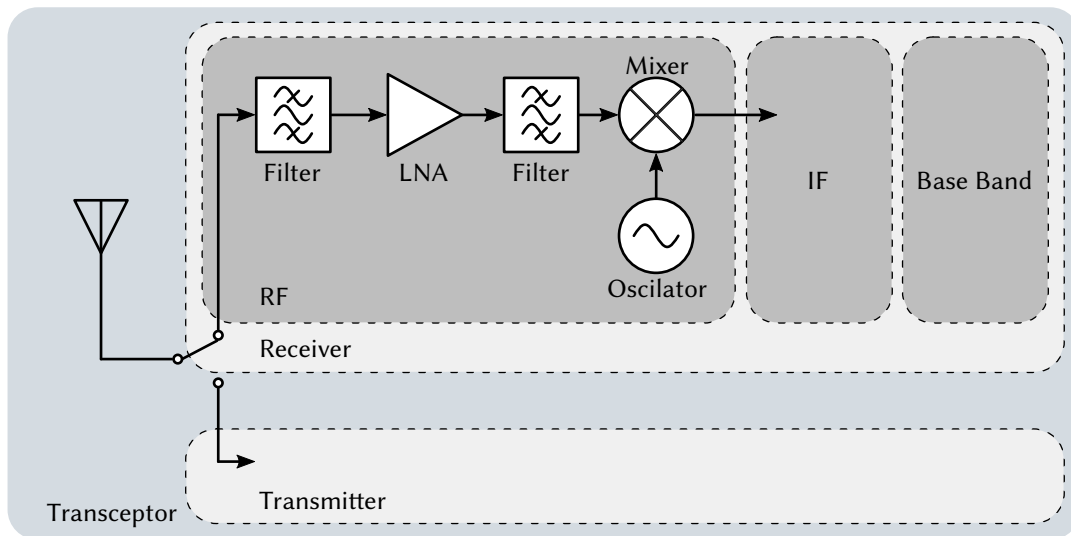 Mixer
Filter
LNA
Filter
IF
Base Band
Oscilator
RF
Receiver
Transmitter
Transceptor